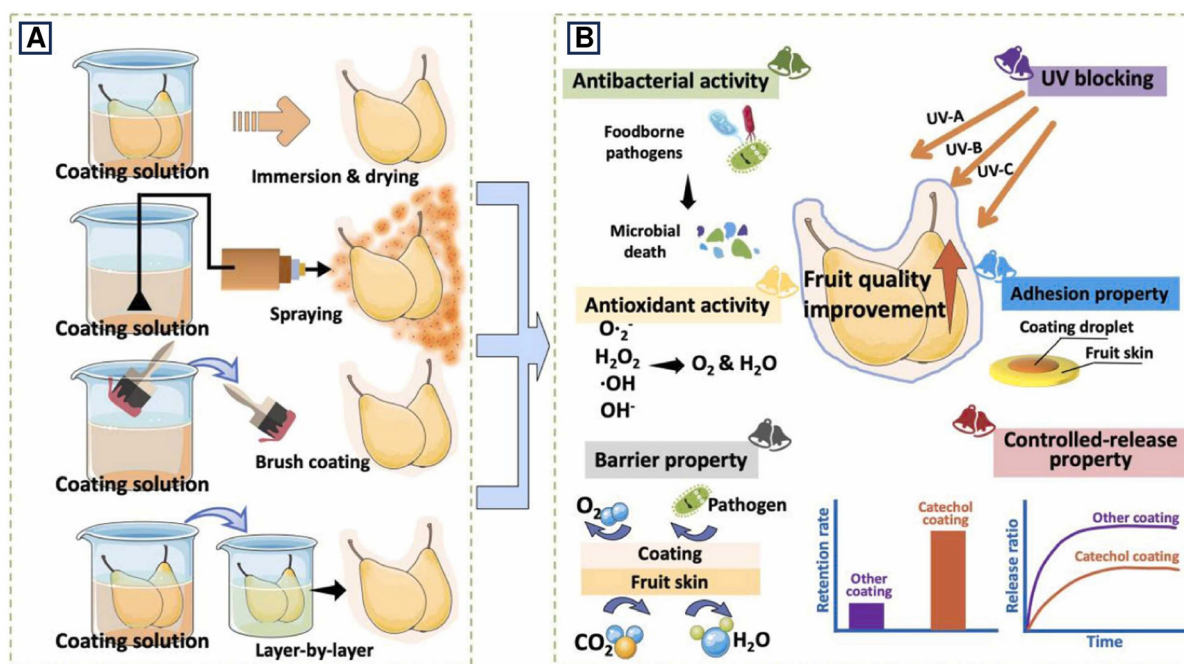 A
Coating solution
Immersion & drying
Coating solution
Spraying
Coating solution
Brush coating
Coating solution
Layer-by-layer
B
Antibacterial activity
Foodborne
pathogens
Microbial
death
UV blocking
UV-A
UV-B
UV-C
Fruit quality
improvement
Antioxidant activity
O·₂⁻
H₂O₂
·OH
OH⁻
O₂ & H₂O
Adhesion property
Coating droplet
Fruit skin
Barrier property
O₂
Pathogen
Coating
Fruit skin
CO₂
H₂O
Controlled-release
property
Retention rate
Other
coating
Catechol
coating
Release ratio
Other coating
Catechol coating
Time